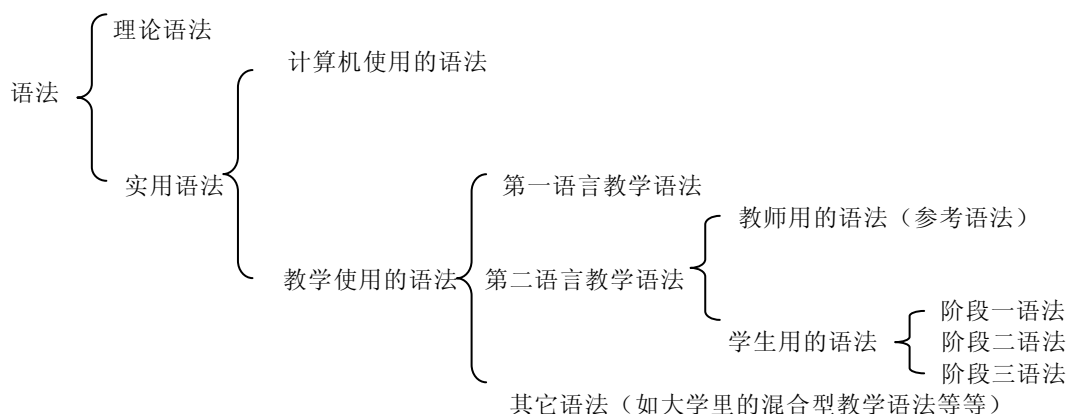 理论语法
计算机使用的语法
语法
实用语法
第一语言教学语法
教师用的语法（参考语法）
教学使用的语法
第二语言教学语法
阶段一语法
学生用的语法
阶段二语法
阶段三语法
其它语法（如大学里的混合型教学语法等等）